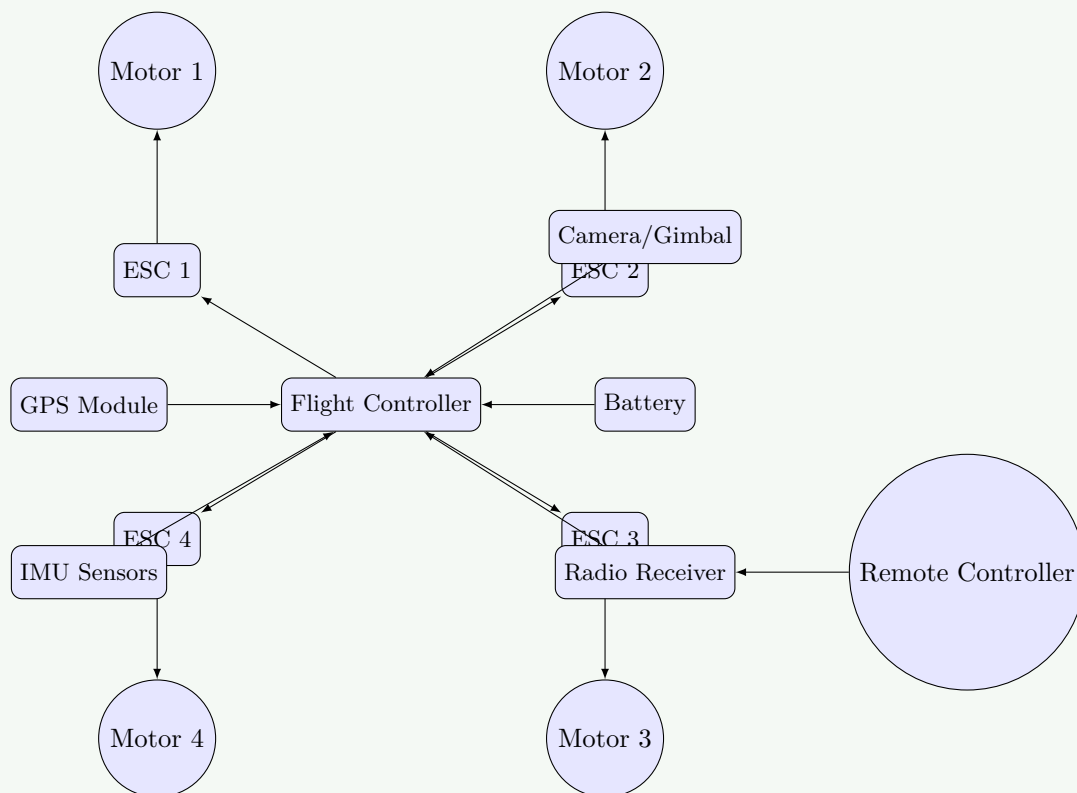 Motor 1
Motor 2
Camera/Gimbal
ESC 1
ESC 2
GPS Module
Flight Controller
Battery
ESC 4
ESC 3
IMU Sensors
Radio Receiver
Remote Controller
Motor 4
Motor 3